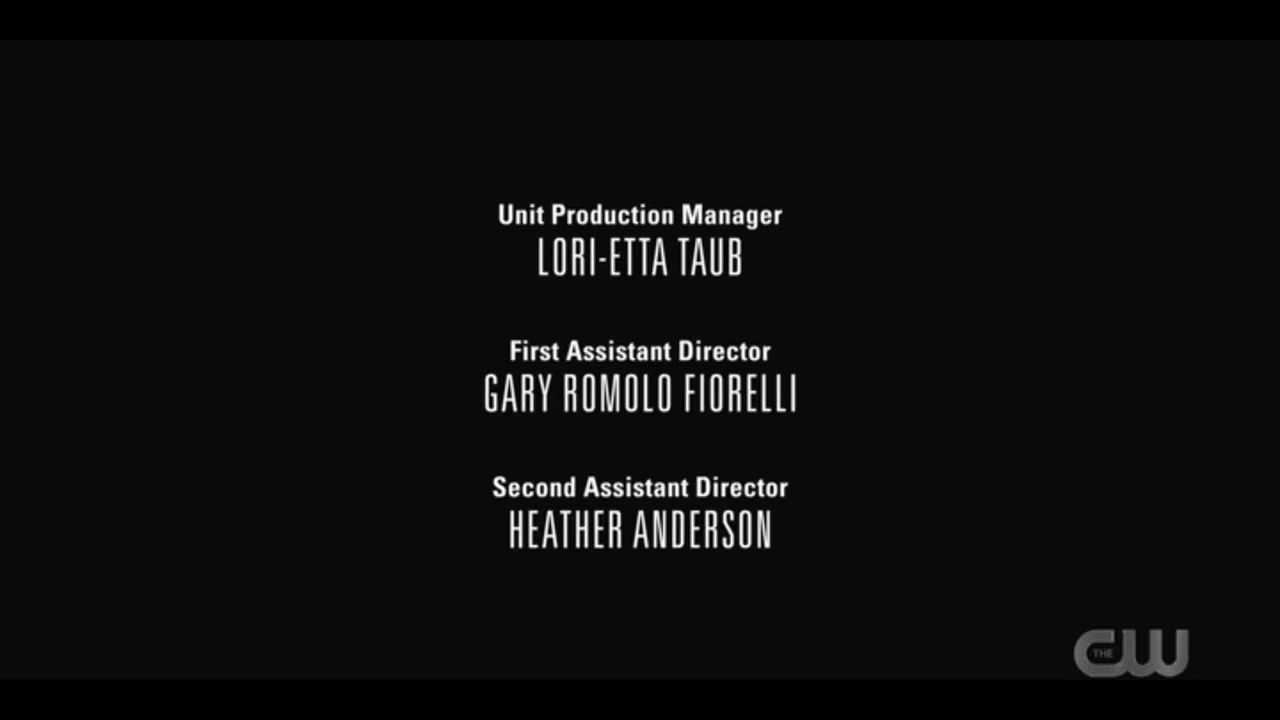 Unit Production Manager
LORI-ETTA TAUB
First Assistant Director
GARY ROMOLO FIORELLI
Second Assistant Director
HEATHER ANDERSON
THE CW